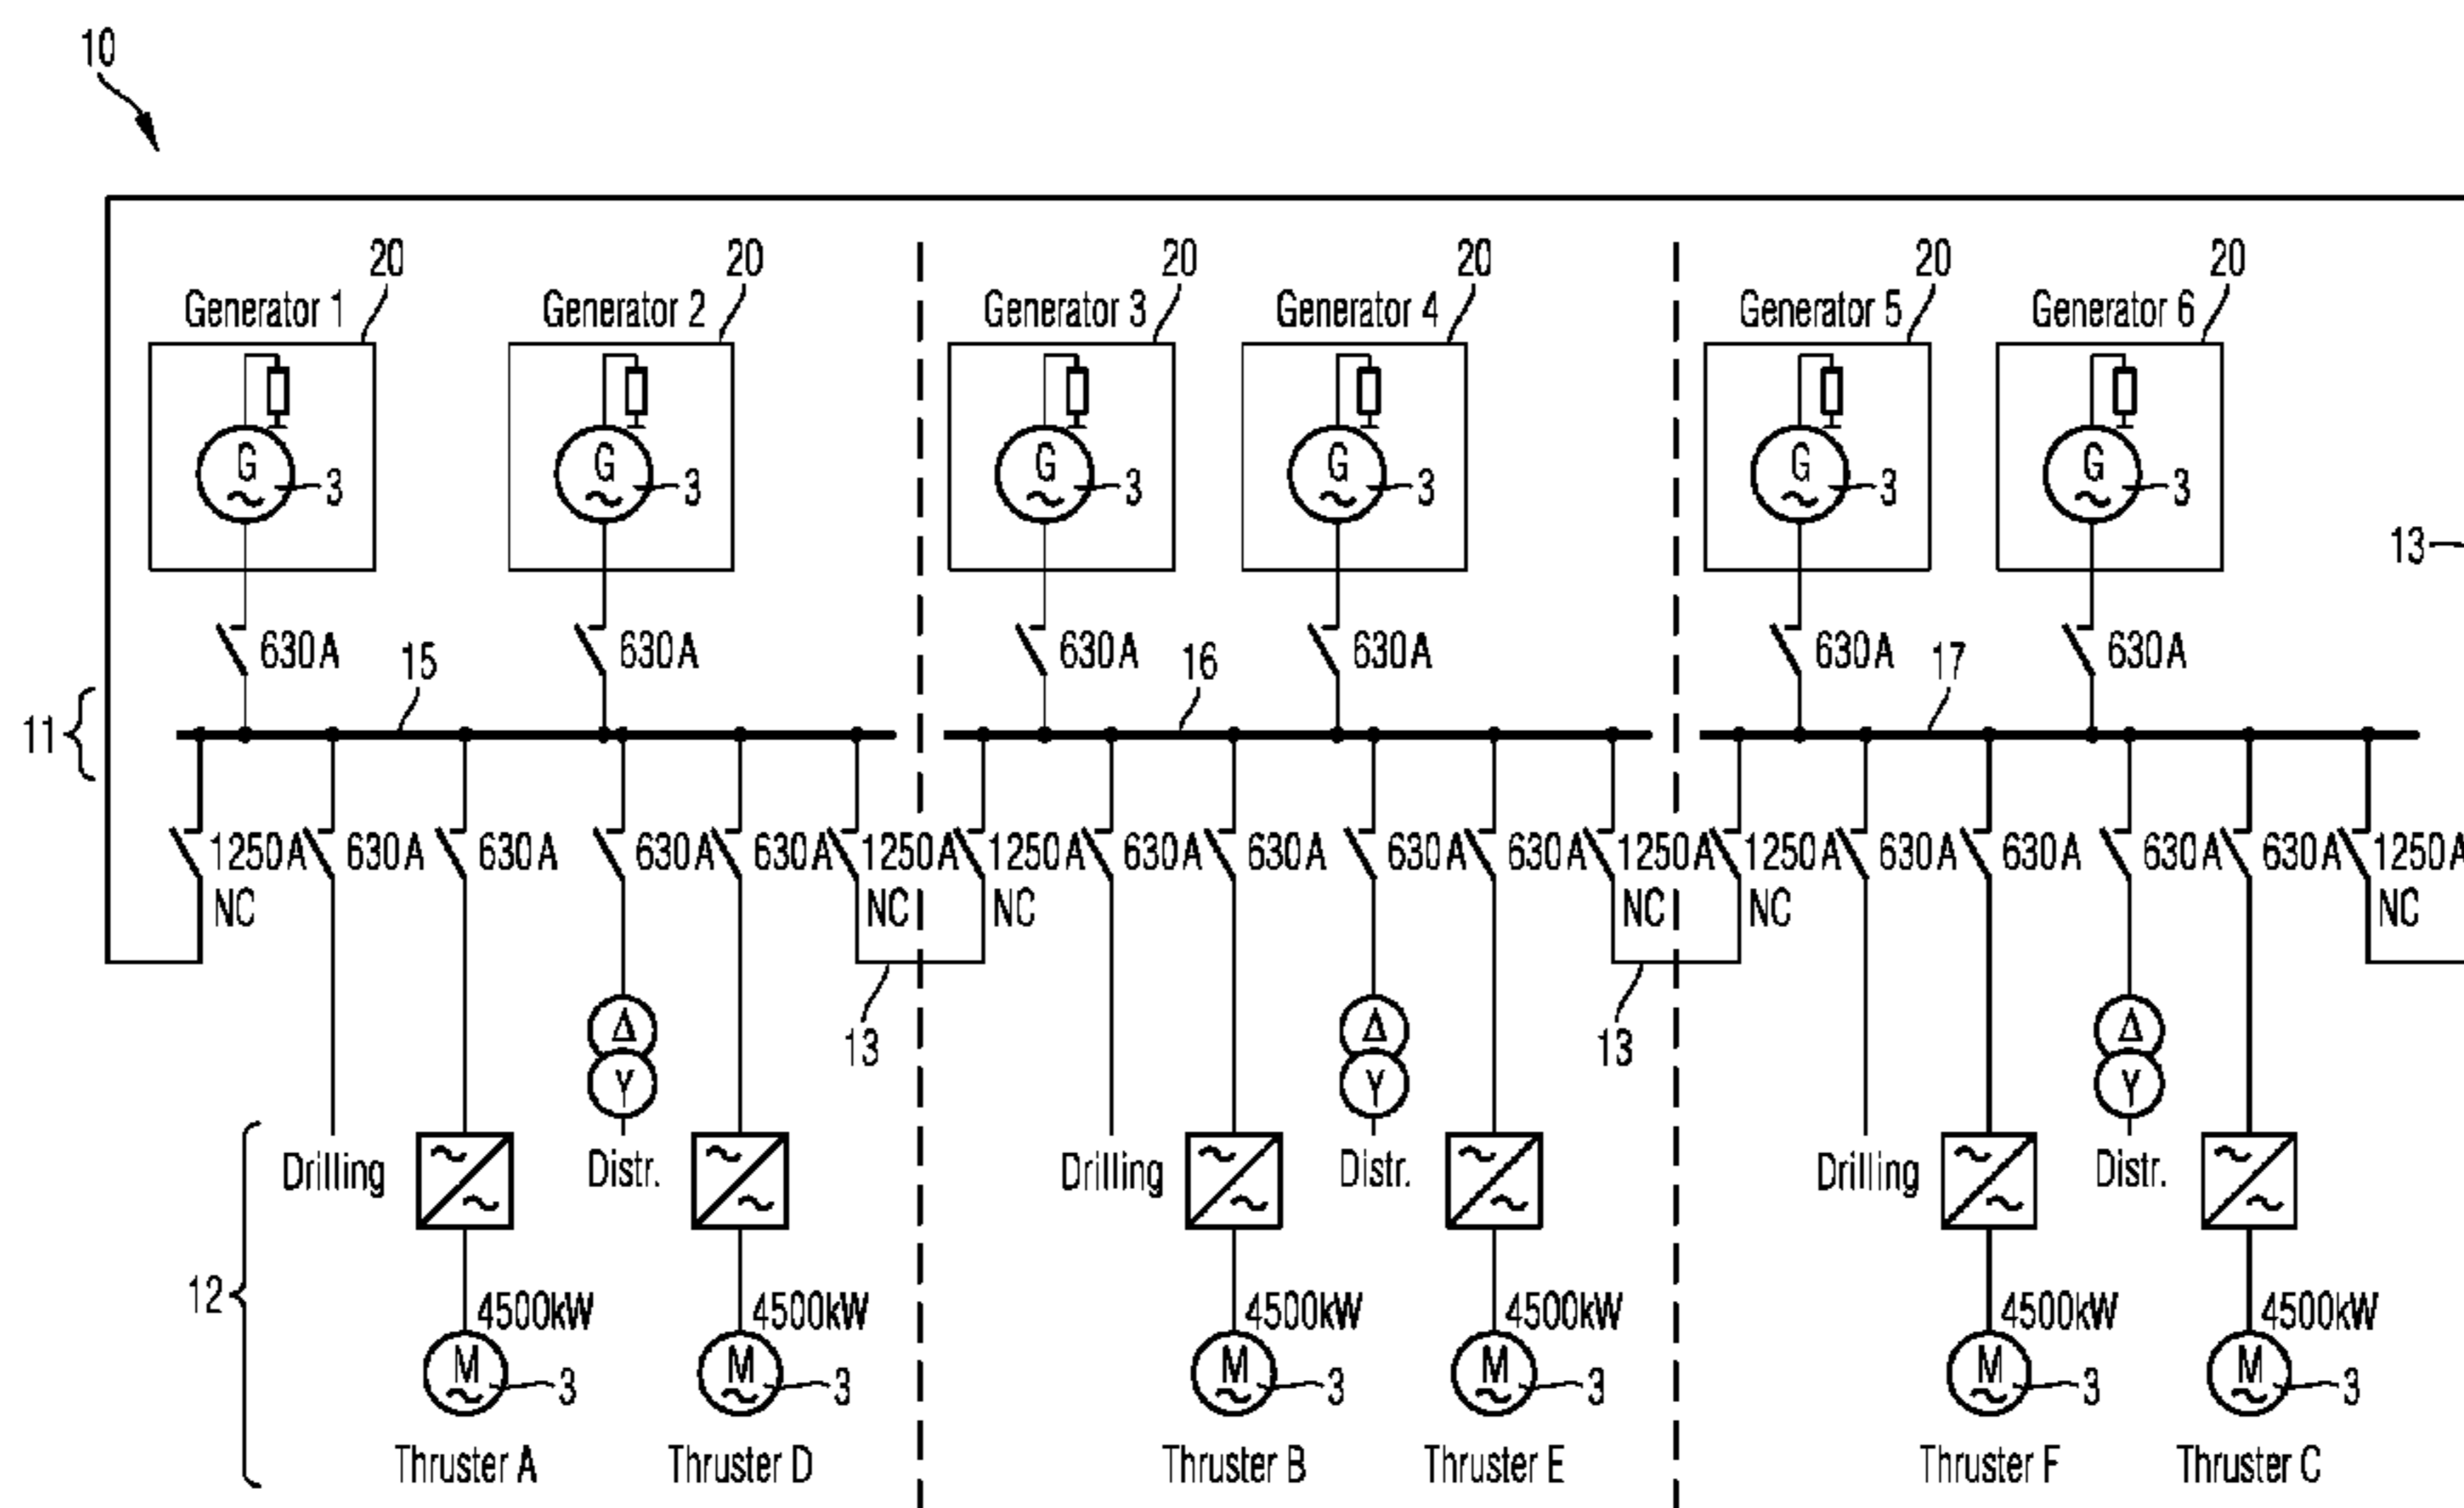 10
20 20 20 20 20 20
Generator 1 Generator 2 Generator 3 Generator 4 Generator 5 Generator 6
G G G G G G
3 3 3 3 3 3
13
630A 630A 630A 630A 630A 630A
15 16 17
11
1250A 630A 630A 630A 630A 1250A 1250A 630A 630A 630A 630A 1250A 1250A 630A 630A 630A 630A 1250A
NC NC NC NC NC NC
Δ Δ Δ
13 13
Y Y Y
Drilling Distr. Drilling Distr. Drilling Distr.
12
4500kW 4500kW 4500kW 4500kW 4500kW 4500kW
M M M M M M
3 3 3 3 3 3
Thruster A Thruster D Thruster B Thruster E Thruster F Thruster C